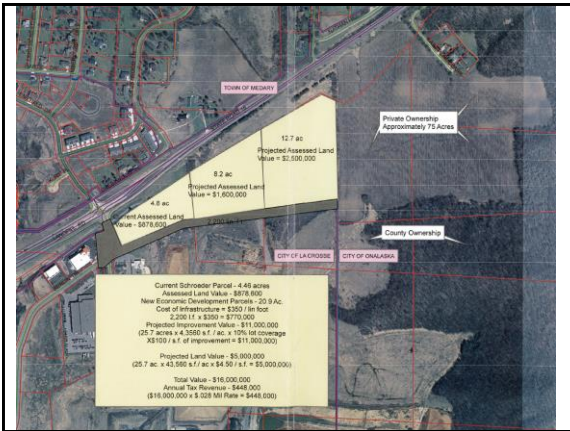 TOWN OF MEDARY
12.7 ac
Projected Assessed Land
Value = $2,500,000
Private Ownership
Approximately 75 Acres
8.2 ac
Projected Assessed Land
Value = $1,600,000
4.8 ac
Current Assessed Land
Value - $878,600
County Ownership
CITY OF LA CROSSE
CITY OF ONALASKA
Current Schroeder Parcel - 4.46 acres
Assessed Land Value - $878,600
New Economic Development Parcels - 20.9 Ac.
Cost of Infrastructure = $350 / lin foot
2,200 l.f. x $350 = $770,000
Projected Improvement Value - $11,000,000
(25.7 acres x 4,3560 s.f./ ac. x 10% lot coverage
X$100 / s.f. of improvement = $11,000,000)
Projected Land Value = $5,000,000
(25.7 ac. x 43,560 s.f./ ac x $4.50 / s.f. = $5,000,000)
Total Value - $16,000,000
Annual Tax Revenue - $448,000
($16,000,000 x $.028 Mil Rate = $448,000)